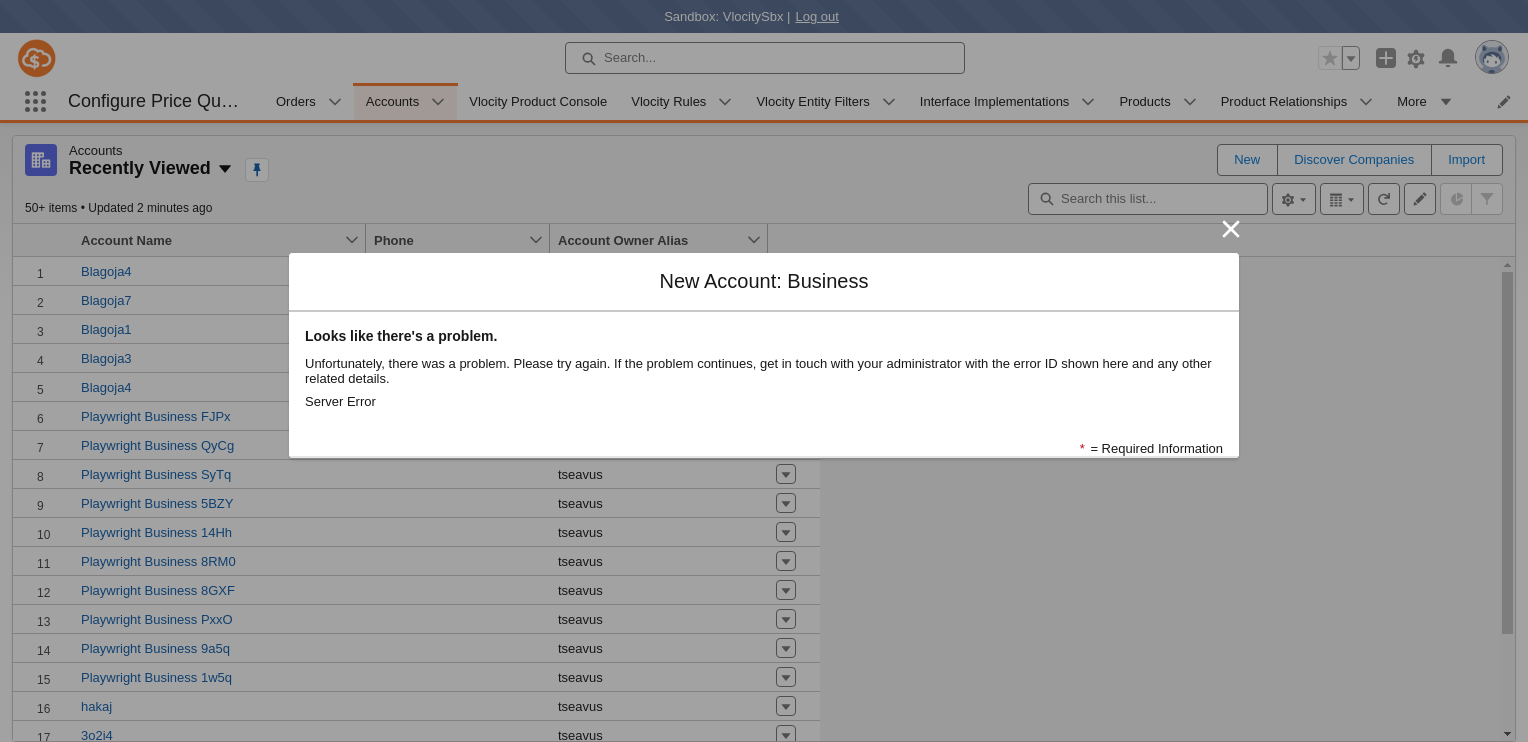 Sandbox: VlocitySbx | Log out
Search...
Configure Price Qu…
Orders
Accounts
Vlocity Product Console
Vlocity Rules
Vlocity Entity Filters
Interface Implementations
Products
Product Relationships
More
Accounts
Recently Viewed
New
Discover Companies
Import
50+ items • Updated 2 minutes ago
Search this list...
Account Name
Phone
Account Owner Alias
New Account: Business
Looks like there's a problem.
Unfortunately, there was a problem. Please try again. If the problem continues, get in touch with your administrator with the error ID shown here and any other
related details.
Server Error
* = Required Information
1 Blagoja4
2 Blagoja7
3 Blagoja1
4 Blagoja3
5 Blagoja4
6 Playwright Business FJPx
7 Playwright Business QyCg
8 Playwright Business SyTq tseavus
9 Playwright Business 5BZY tseavus
10 Playwright Business 14Hh tseavus
11 Playwright Business 8RM0 tseavus
12 Playwright Business 8GXF tseavus
13 Playwright Business PxxO tseavus
14 Playwright Business 9a5q tseavus
15 Playwright Business 1w5q tseavus
16 hakaj tseavus
17 3o2i4 tseavus